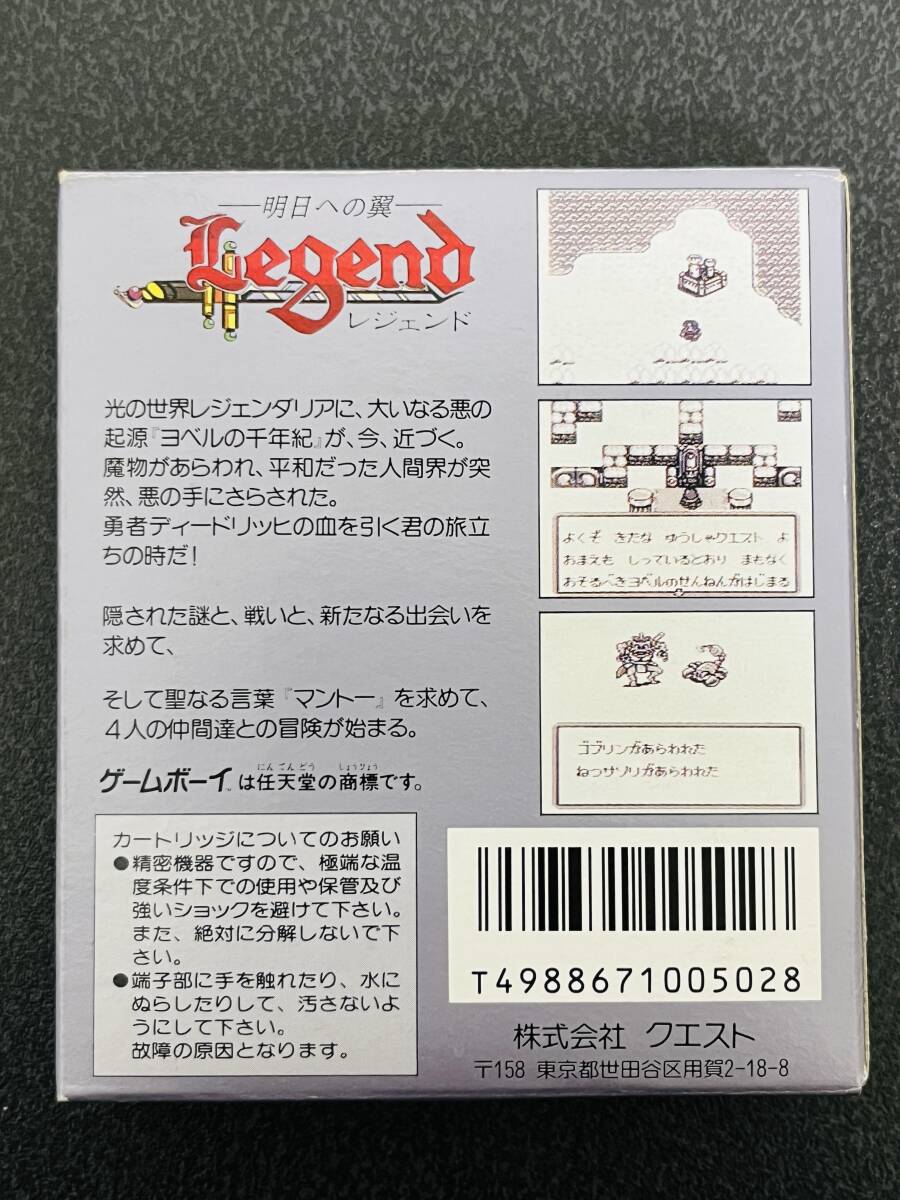 明日への翼
Legend
レジェンド
光の世界レジェンダリアに、大いなる悪の
起源『ヨベルの千年紀』が、今、近づく。
魔物があらわれ、平和だった人間界が突
然、悪の手にさらされた。
勇者ディードリッヒの血を引く君の旅立
ちの時だ！
隠された謎と、戦いと、新たなる出会いを
求めて、
そして聖なる言葉『マントー』を求めて、
4人の仲間達との冒険が始まる。
にんてんどう しょうひょう
ゲームボーイ™は任天堂の商標です。
カートリッジについてのお願い
●精密機器ですので、極端な温
度条件下での使用や保管及び
強いショックを避けて下さい。
また、絶対に分解しないで下
さい。
●端子部に手を触れたり、水に
ぬらしたりして、汚さないよ
うにして下さい。
故障の原因となります。
よくぞ きたな ゆうしゃクエスト よ
おまえも しっているとおり まもなく
おそるべきヨベルのせんねんがはじまる
ゴブリンがあらわれた
ねつサソリがあらわれた
T4988671005028
株式会社 クエスト
〒158 東京都世田谷区用賀2-18-8